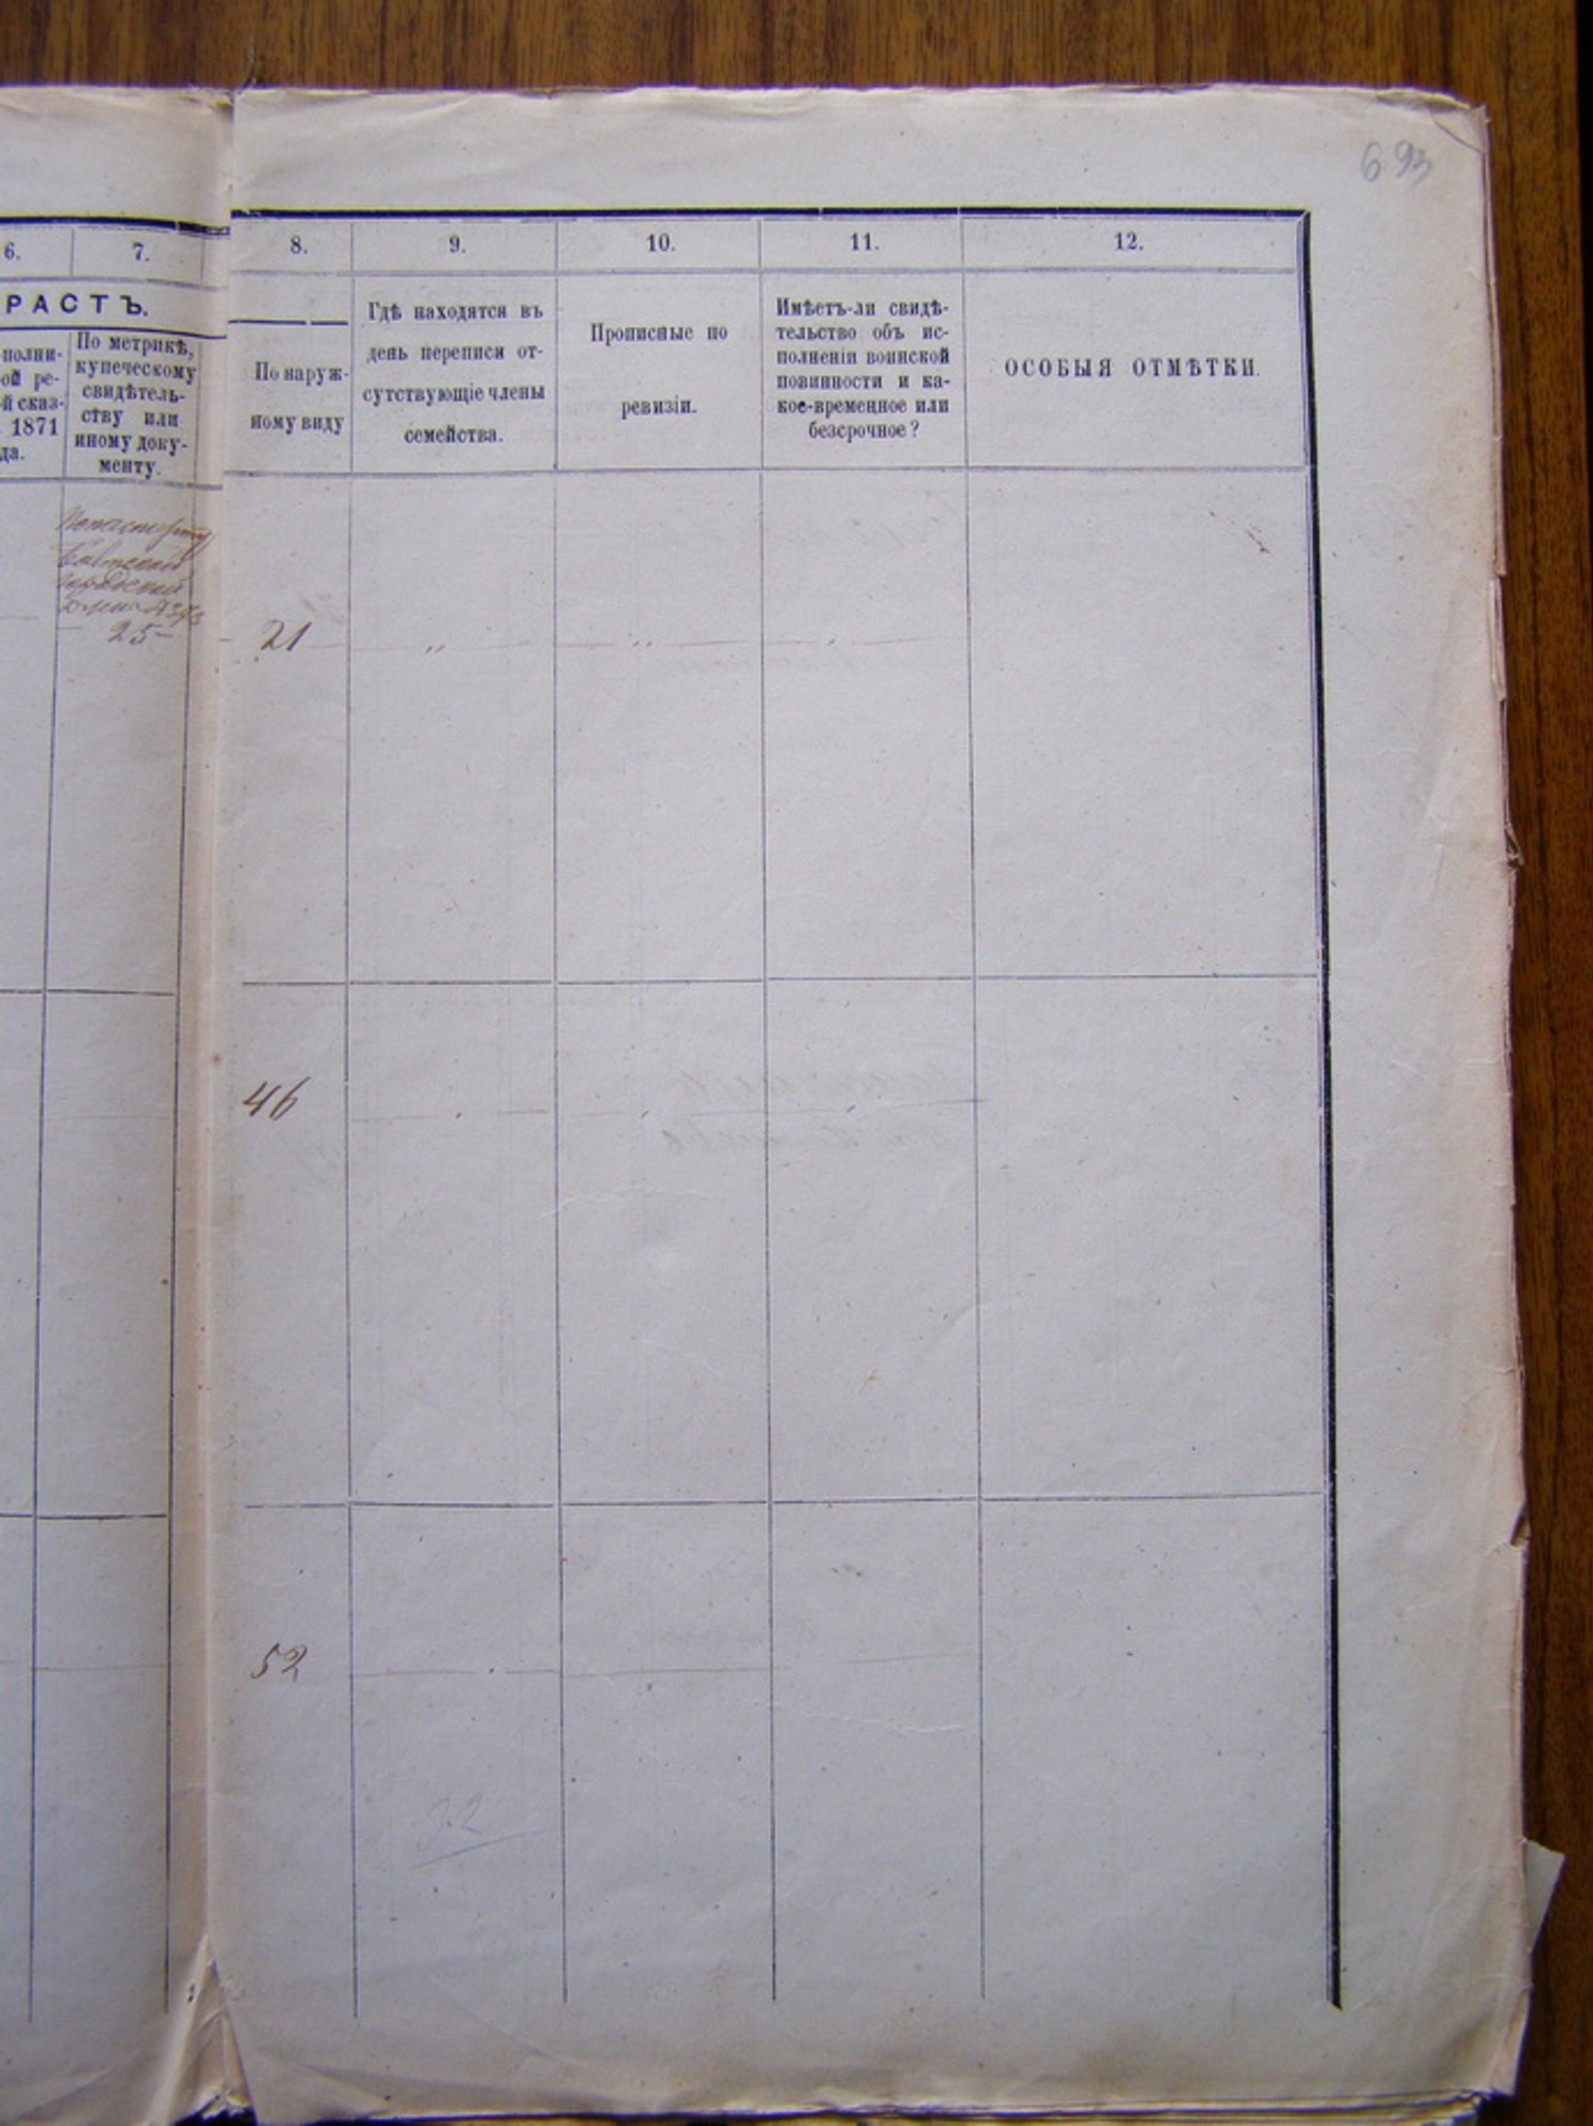 693
6. 7. 8. 9. 10. 11. 12.
РАСТЪ.
-полни-
-ой ре-
-й сказ-
1871
да.
По метрикѣ,
купеческому
свидѣтель-
ству или
иному доку-
менту.
По наруж-
ному виду
Гдѣ находятся въ
день переписи от-
сутствующіе члены
семейства.
Прописные по
ревизіи.
Имѣетъ-ли свидѣ-
тельство объ ис-
полненіи воинской
повинности и ка-
кое-временное или
безсрочное?
ОСОБЫЯ ОТМѢТКИ.
25
21 „ „ „
46
52
32